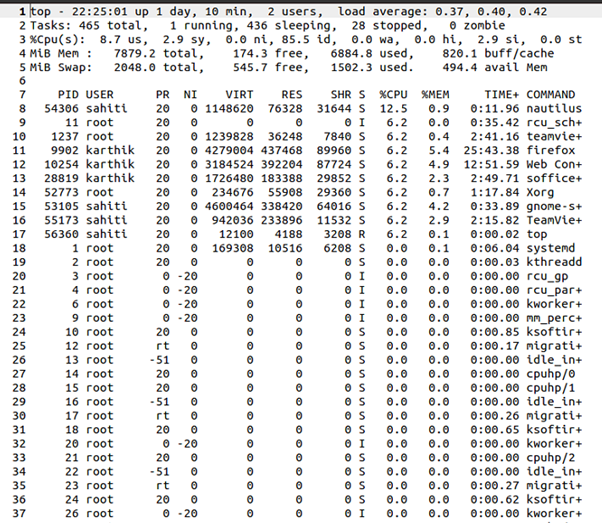 1 top - 22:25:01 up 1 day, 10 min, 2 users, load average: 0.37, 0.40, 0.42
2 Tasks: 465 total, 1 running, 436 sleeping, 28 stopped, 0 zombie
3 %Cpu(s): 8.7 us, 2.9 sy, 0.0 ni, 85.5 id, 0.0 wa, 0.0 hi, 2.9 si, 0.0 st
4 MiB Mem : 7879.2 total, 174.3 free, 6884.8 used, 820.1 buff/cache
5 MiB Swap: 2048.0 total, 545.7 free, 1502.3 used. 494.4 avail Mem
6
7 PID USER PR NI VIRT RES SHR S %CPU %MEM TIME+ COMMAND
8 54306 sahiti 20 0 1148620 76328 31644 S 12.5 0.9 0:11.96 nautilus
9 11 root 20 0 0 0 0 I 6.2 0.0 0:35.42 rcu_sch+
10 1237 root 20 0 1239828 36248 7840 S 6.2 0.4 2:41.16 teamvie+
11 9902 karthik 20 0 4279004 437468 89960 S 6.2 5.4 25:43.38 firefox
12 10254 karthik 20 0 3184524 392204 87724 S 6.2 4.9 12:51.59 Web Con+
13 28819 karthik 20 0 1726480 183388 29852 S 6.2 2.3 2:49.71 soffice+
14 52773 root 20 0 234676 55908 29360 S 6.2 0.7 1:17.84 Xorg
15 53105 sahiti 20 0 4600464 338420 64016 S 6.2 4.2 0:33.89 gnome-s+
16 55173 sahiti 20 0 942036 233896 11532 S 6.2 2.9 2:15.82 TeamVie+
17 56360 sahiti 20 0 12100 4188 3208 R 6.2 0.1 0:00.02 top
18 1 root 20 0 169308 10516 6208 S 0.0 0.1 0:06.04 systemd
19 2 root 20 0 0 0 0 S 0.0 0.0 0:00.03 kthreadd
20 3 root 0 -20 0 0 0 I 0.0 0.0 0:00.00 rcu_gp
21 4 root 0 -20 0 0 0 I 0.0 0.0 0:00.00 rcu_par+
22 6 root 0 -20 0 0 0 I 0.0 0.0 0:00.00 kworker+
23 9 root 0 -20 0 0 0 I 0.0 0.0 0:00.00 mm_perc+
24 10 root 20 0 0 0 0 S 0.0 0.0 0:00.85 ksoftir+
25 12 root rt 0 0 0 0 S 0.0 0.0 0:00.17 migrati+
26 13 root -51 0 0 0 0 S 0.0 0.0 0:00.00 idle_in+
27 14 root 20 0 0 0 0 S 0.0 0.0 0:00.00 cpuhp/0
28 15 root 20 0 0 0 0 S 0.0 0.0 0:00.00 cpuhp/1
29 16 root -51 0 0 0 0 S 0.0 0.0 0:00.00 idle_in+
30 17 root rt 0 0 0 0 S 0.0 0.0 0:00.26 migrati+
31 18 root 20 0 0 0 0 S 0.0 0.0 0:00.65 ksoftir+
32 20 root 0 -20 0 0 0 I 0.0 0.0 0:00.00 kworker+
33 21 root 20 0 0 0 0 S 0.0 0.0 0:00.00 cpuhp/2
34 22 root -51 0 0 0 0 S 0.0 0.0 0:00.00 idle_in+
35 23 root rt 0 0 0 0 S 0.0 0.0 0:00.27 migrati+
36 24 root 20 0 0 0 0 S 0.0 0.0 0:00.62 ksoftir+
37 26 root 0 -20 0 0 0 I 0.0 0.0 0:00.00 kworker+